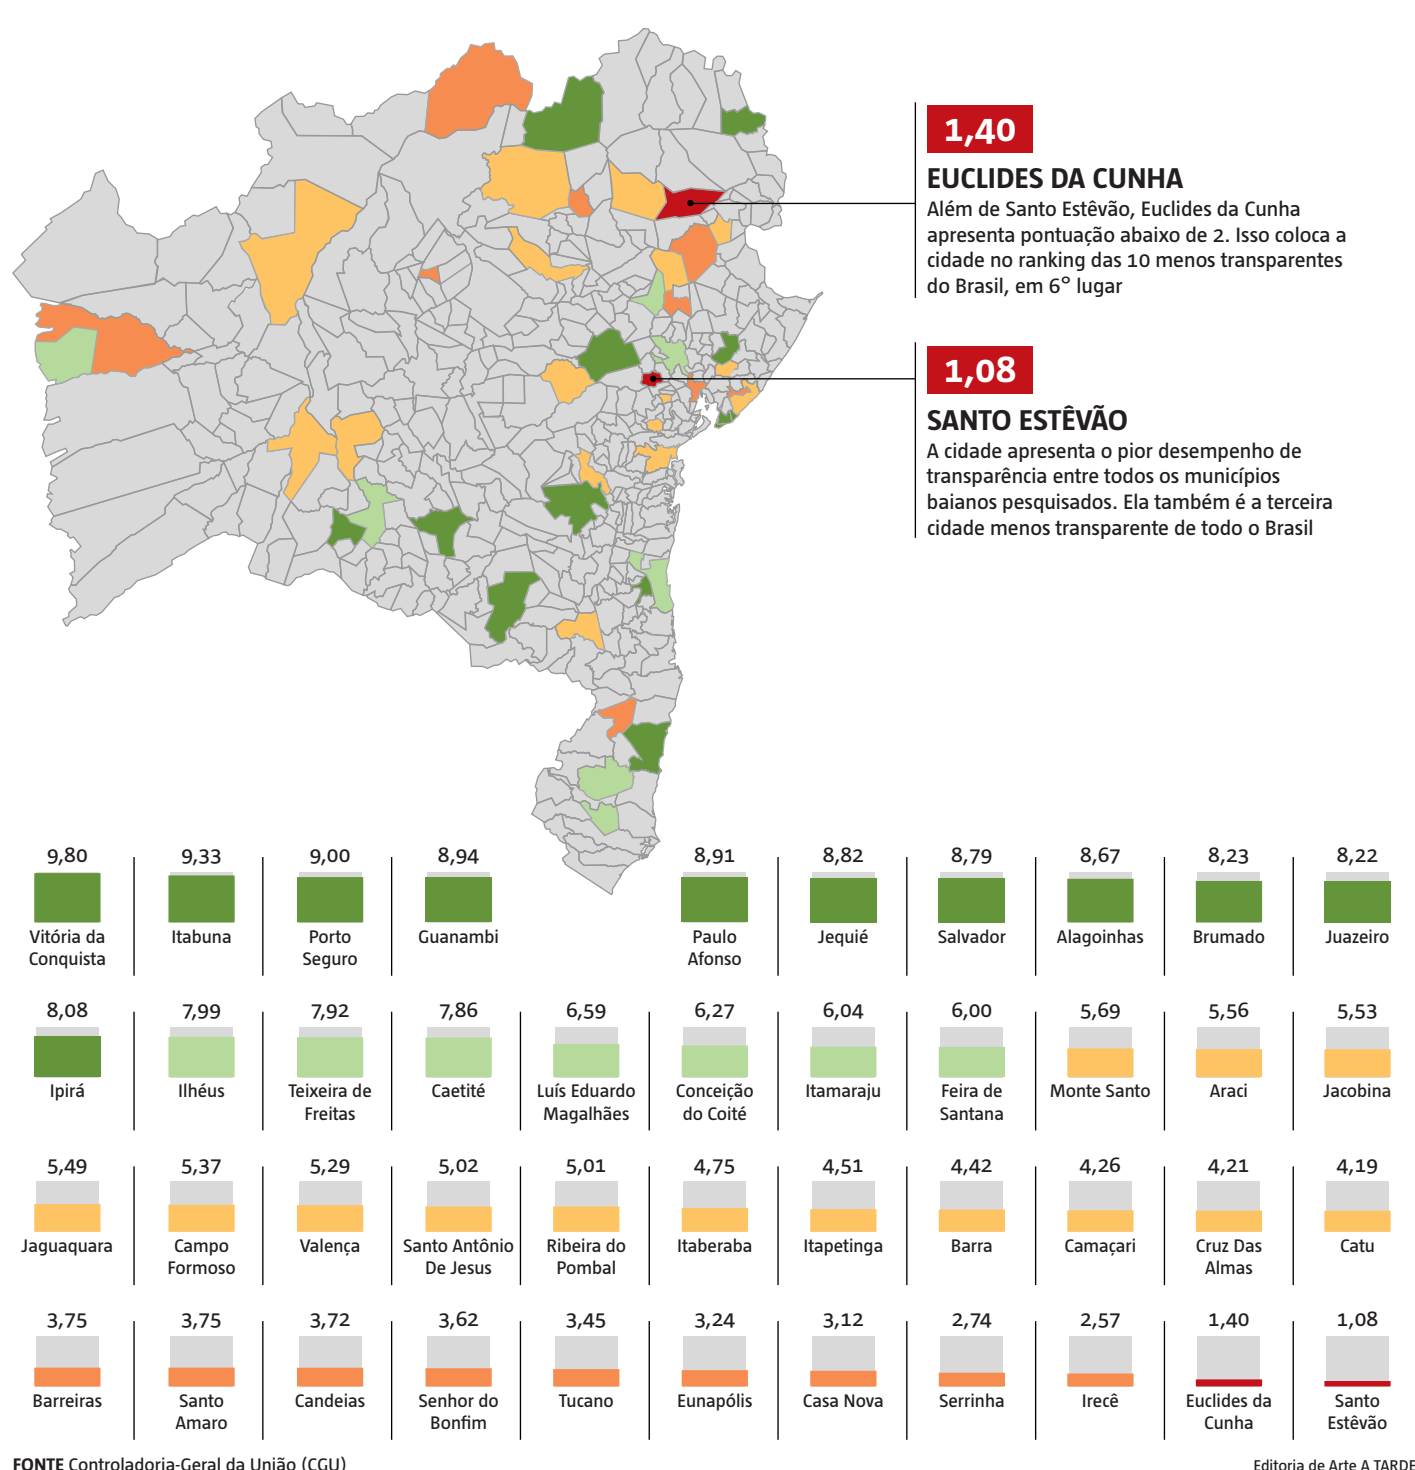 1,40
EUCLIDES DA CUNHA
Além de Santo Estêvão, Euclides da Cunha
apresenta pontuação abaixo de 2. Isso coloca a
cidade no ranking das 10 menos transparentes
do Brasil, em 6° lugar
1,08
SANTO ESTÊVÃO
A cidade apresenta o pior desempenho de
transparência entre todos os municípios
baianos pesquisados. Ela também é a terceira
cidade menos transparente de todo o Brasil
9,80 9,33 9,00 8,94 8,91 8,82 8,79 8,67 8,23 8,22
Vitória da Itabuna Porto Guanambi Paulo Jequié Salvador Alagoinhas Brumado Juazeiro
Conquista Seguro Afonso
8,08 7,99 7,92 7,86 6,59 6,27 6,04 6,00 5,69 5,56 5,53
Ipirá Ilhéus Teixeira de Caetité Luís Eduardo Conceição Itamaraju Feira de Monte Santo Araci Jacobina
Freitas Magalhães do Coité Santana
5,49 5,37 5,29 5,02 5,01 4,75 4,51 4,42 4,26 4,21 4,19
Jaguaquara Campo Valença Santo Antônio Ribeira do Itaberaba Itapetinga Barra Camaçari Cruz Das Catu
Formoso De Jesus Pombal Almas
3,75 3,75 3,72 3,62 3,45 3,24 3,12 2,74 2,57 1,40 1,08
Barreiras Santo Candeias Senhor do Tucano Eunapólis Casa Nova Serrinha Irecê Euclides da Santo
Amaro Bonfim Cunha Estêvão
FONTE Controladoria-Geral da União (CGU) Editoria de Arte A TARDE